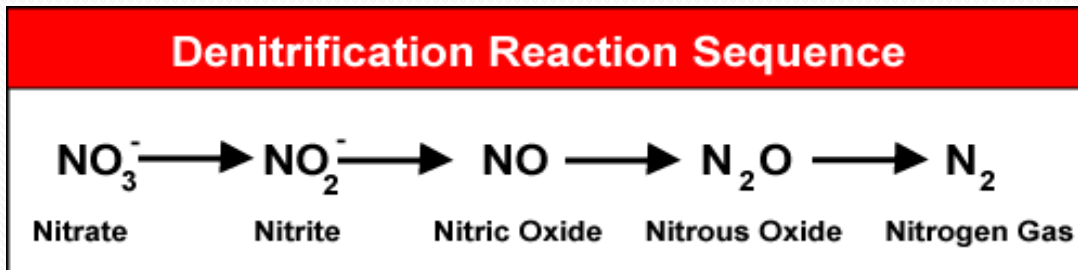 Denitrification Reaction Sequence
NO₃⁻ → NO₂⁻ → NO → N₂O → N₂
Nitrate Nitrite Nitric Oxide Nitrous Oxide Nitrogen Gas